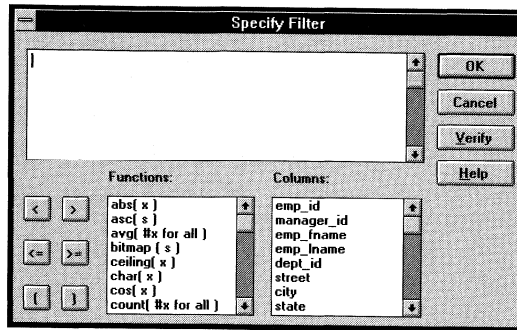 Specify Filter
OK
Cancel
Verify
Help
Functions:
Columns:
< >
<= >=
( )
abs( x )
asc( s )
avg( #x for all )
bitmap ( s )
ceiling( x )
char( x )
cos( x )
count( #x for all )
emp_id
manager_id
emp_fname
emp_lname
dept_id
street
city
state